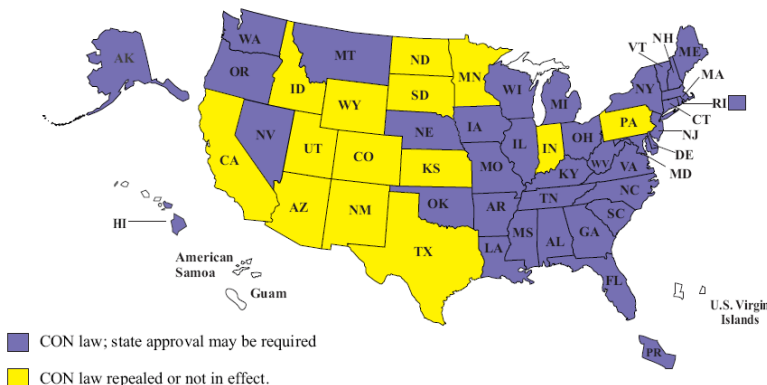 AK
WA
OR
MT
ID
WY
ND
SD
MN
WI
MI
NV
CA
UT
CO
NE
KS
IA
MO
IL
IN
OH
KY
WV
VA
PA
NY
VT
NH
ME
MA
RI
CT
NJ
DE
MD
AZ
NM
OK
TX
AR
LA
TN
NC
SC
MS
AL
GA
FL
HI
American
Samoa
Guam
U.S. Virgin
Islands
PR
CON law; state approval may be required
CON law repealed or not in effect.